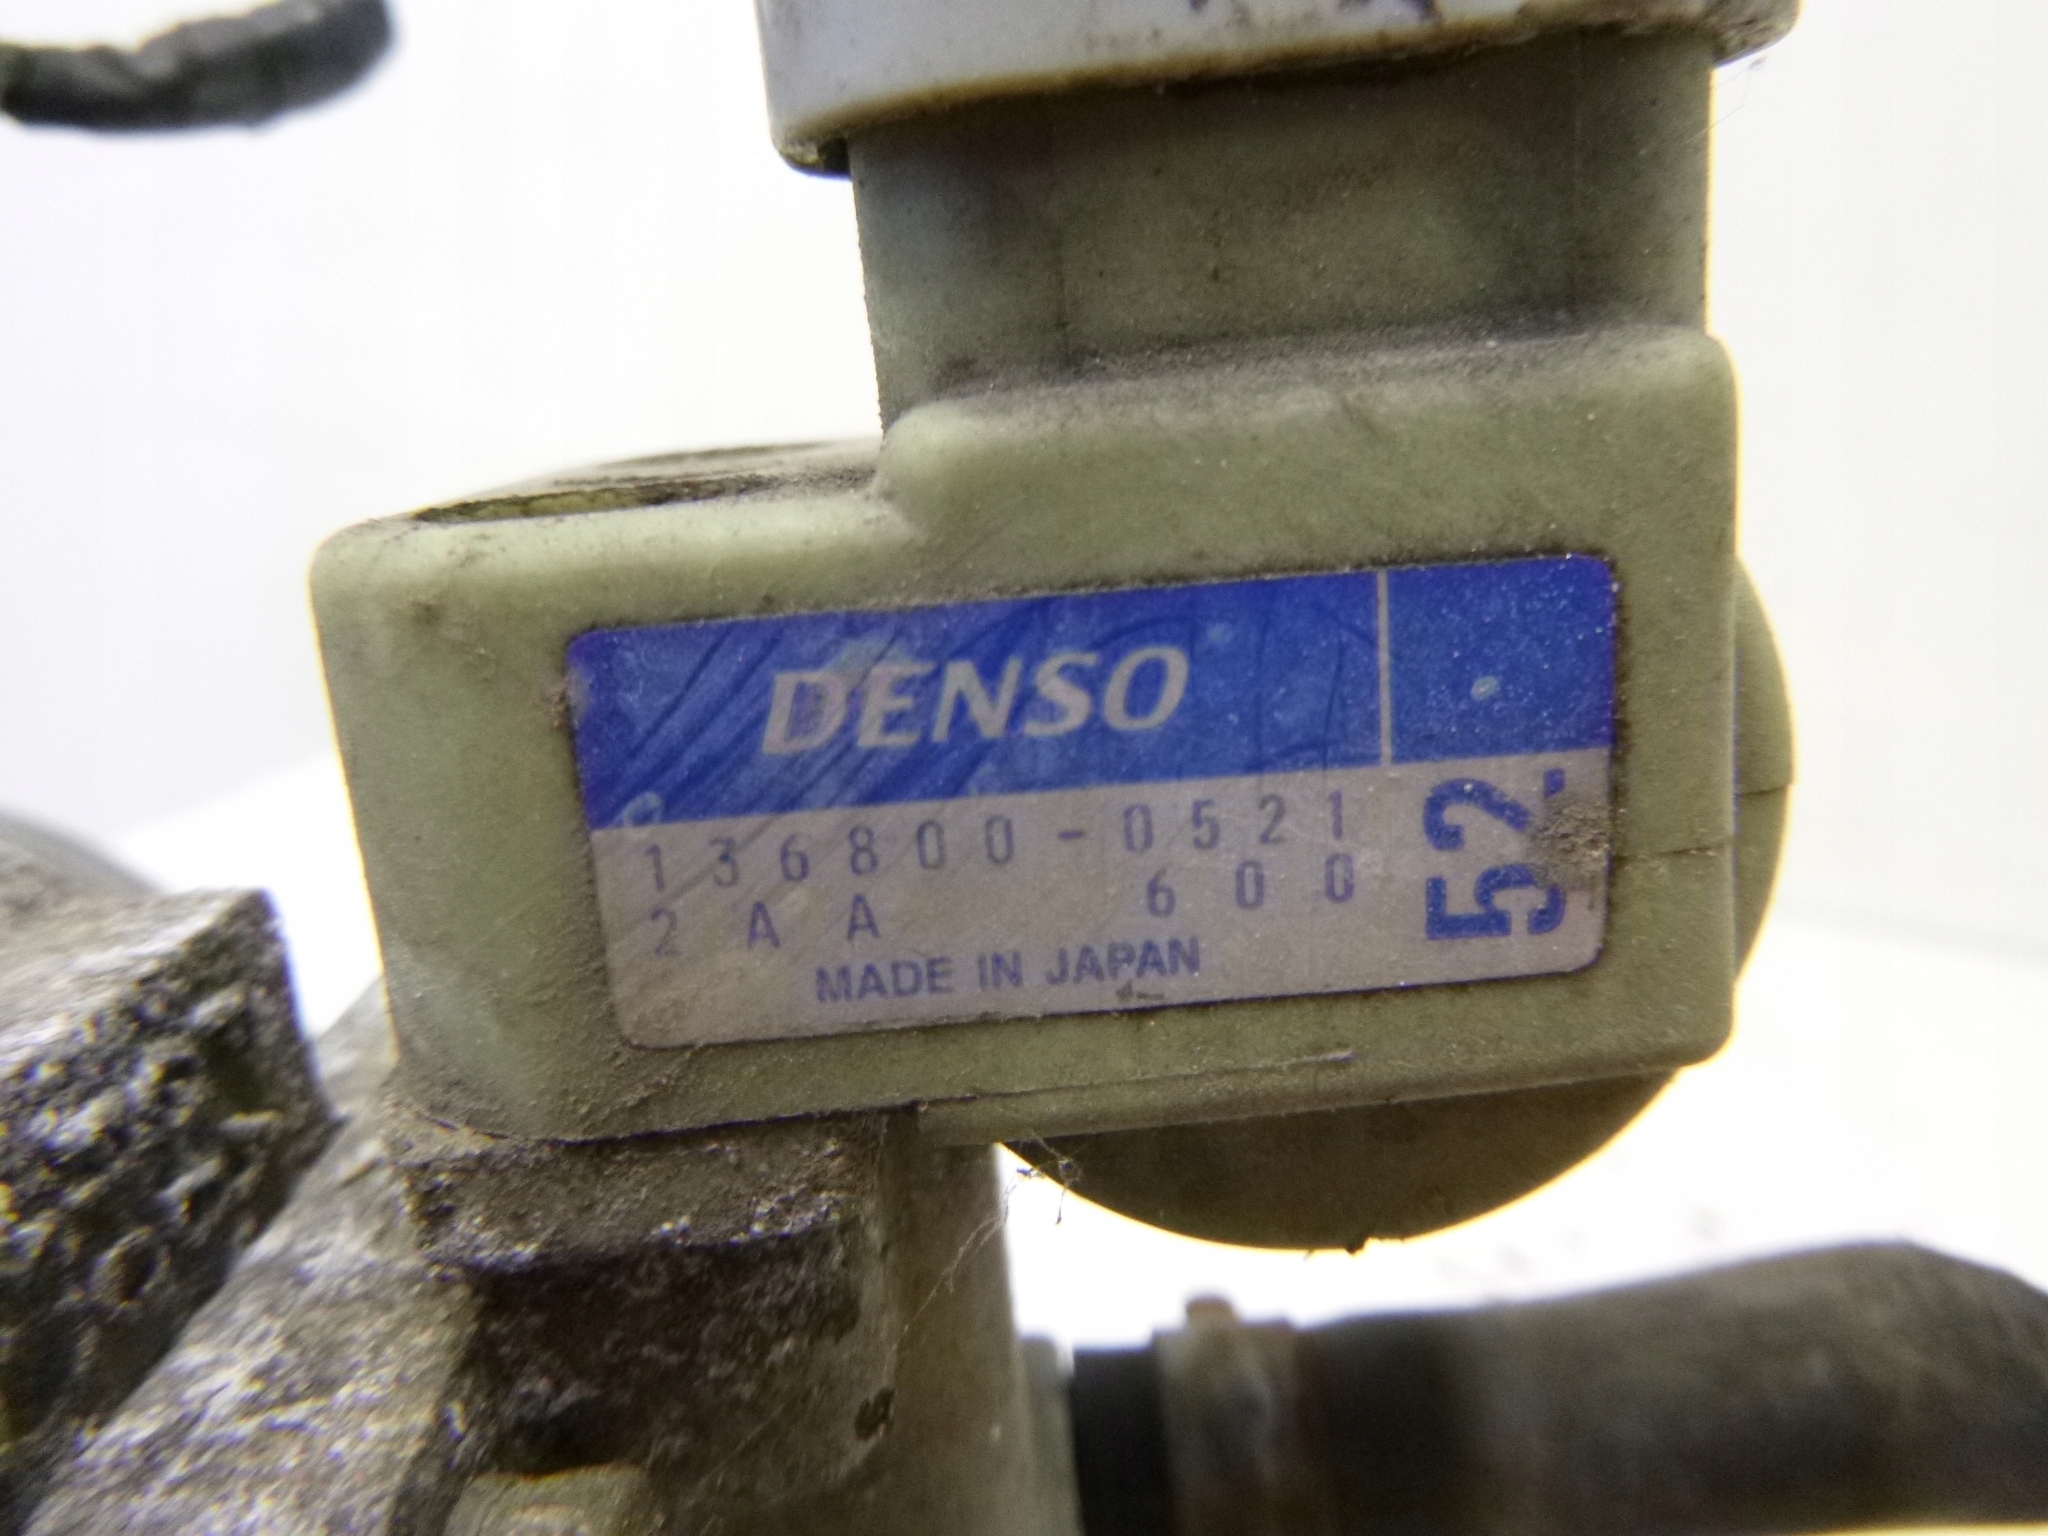 DENSO
136800-0521
2AA 600
MADE IN JAPAN
52.